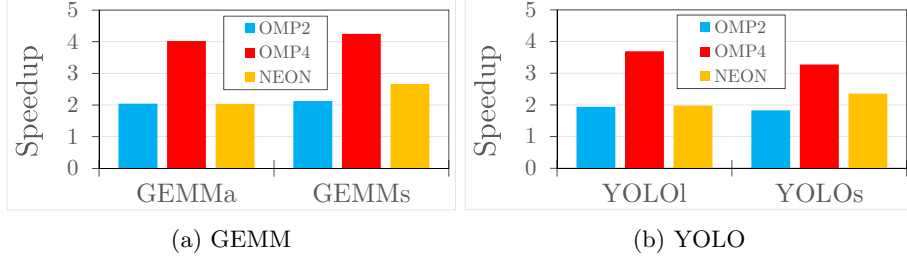 5
4
3
2
1
0
Speedup
OMP2
OMP4
NEON
GEMMa
GEMMs
(a) GEMM
5
4
3
2
1
0
Speedup
OMP2
OMP4
NEON
YOLOl
YOLOs
(b) YOLO